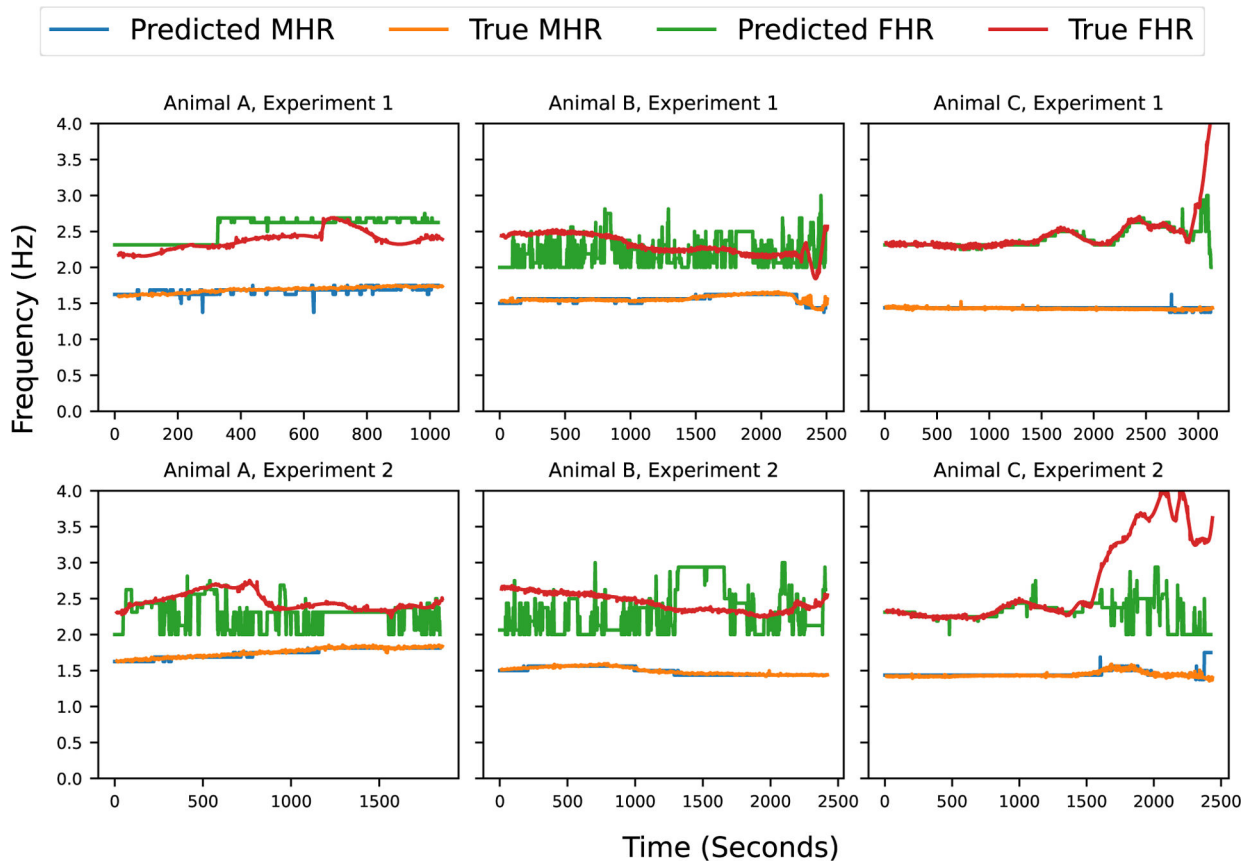 Predicted MHR True MHR Predicted FHR True FHR
Animal A, Experiment 1 Animal B, Experiment 1 Animal C, Experiment 1
4.0
3.5
3.0
2.5
2.0
1.5
1.0
0.5
0.0
0 200 400 600 800 1000 0 500 1000 1500 2000 2500 0 500 1000 1500 2000 2500 3000
Frequency (Hz)
Animal A, Experiment 2 Animal B, Experiment 2 Animal C, Experiment 2
4.0
3.5
3.0
2.5
2.0
1.5
1.0
0.5
0.0
0 500 1000 1500 0 500 1000 1500 2000 2500 0 500 1000 1500 2000 2500
Time (Seconds)